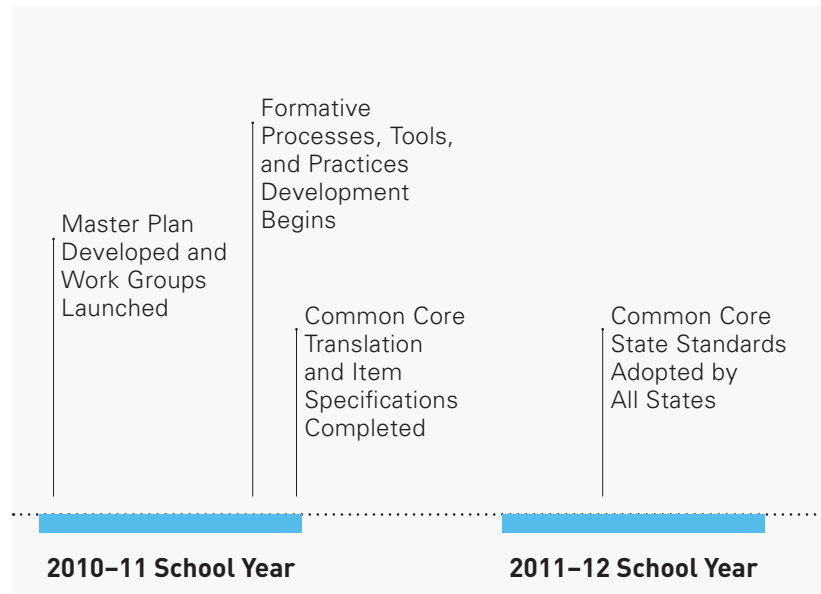 Formative
Processes, Tools,
and Practices
Development
Begins
Master Plan
Developed and
Work Groups
Launched
Common Core
Translation
and Item
Specifications
Completed
Common Core
State Standards
Adopted by
All States
2010–11 School Year
2011–12 School Year